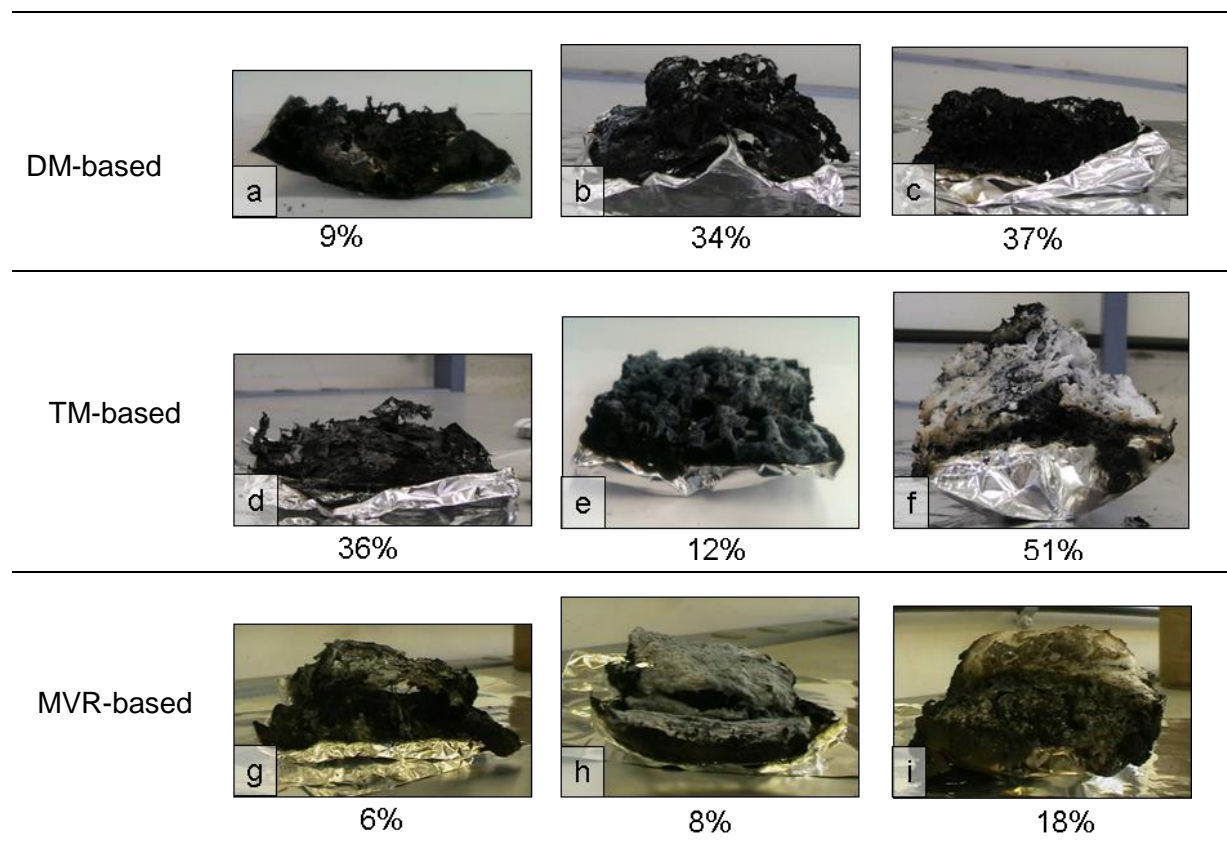 DM-based
a
b
c
9%
34%
37%
TM-based
d
e
f
36%
12%
51%
MVR-based
g
h
i
6%
8%
18%